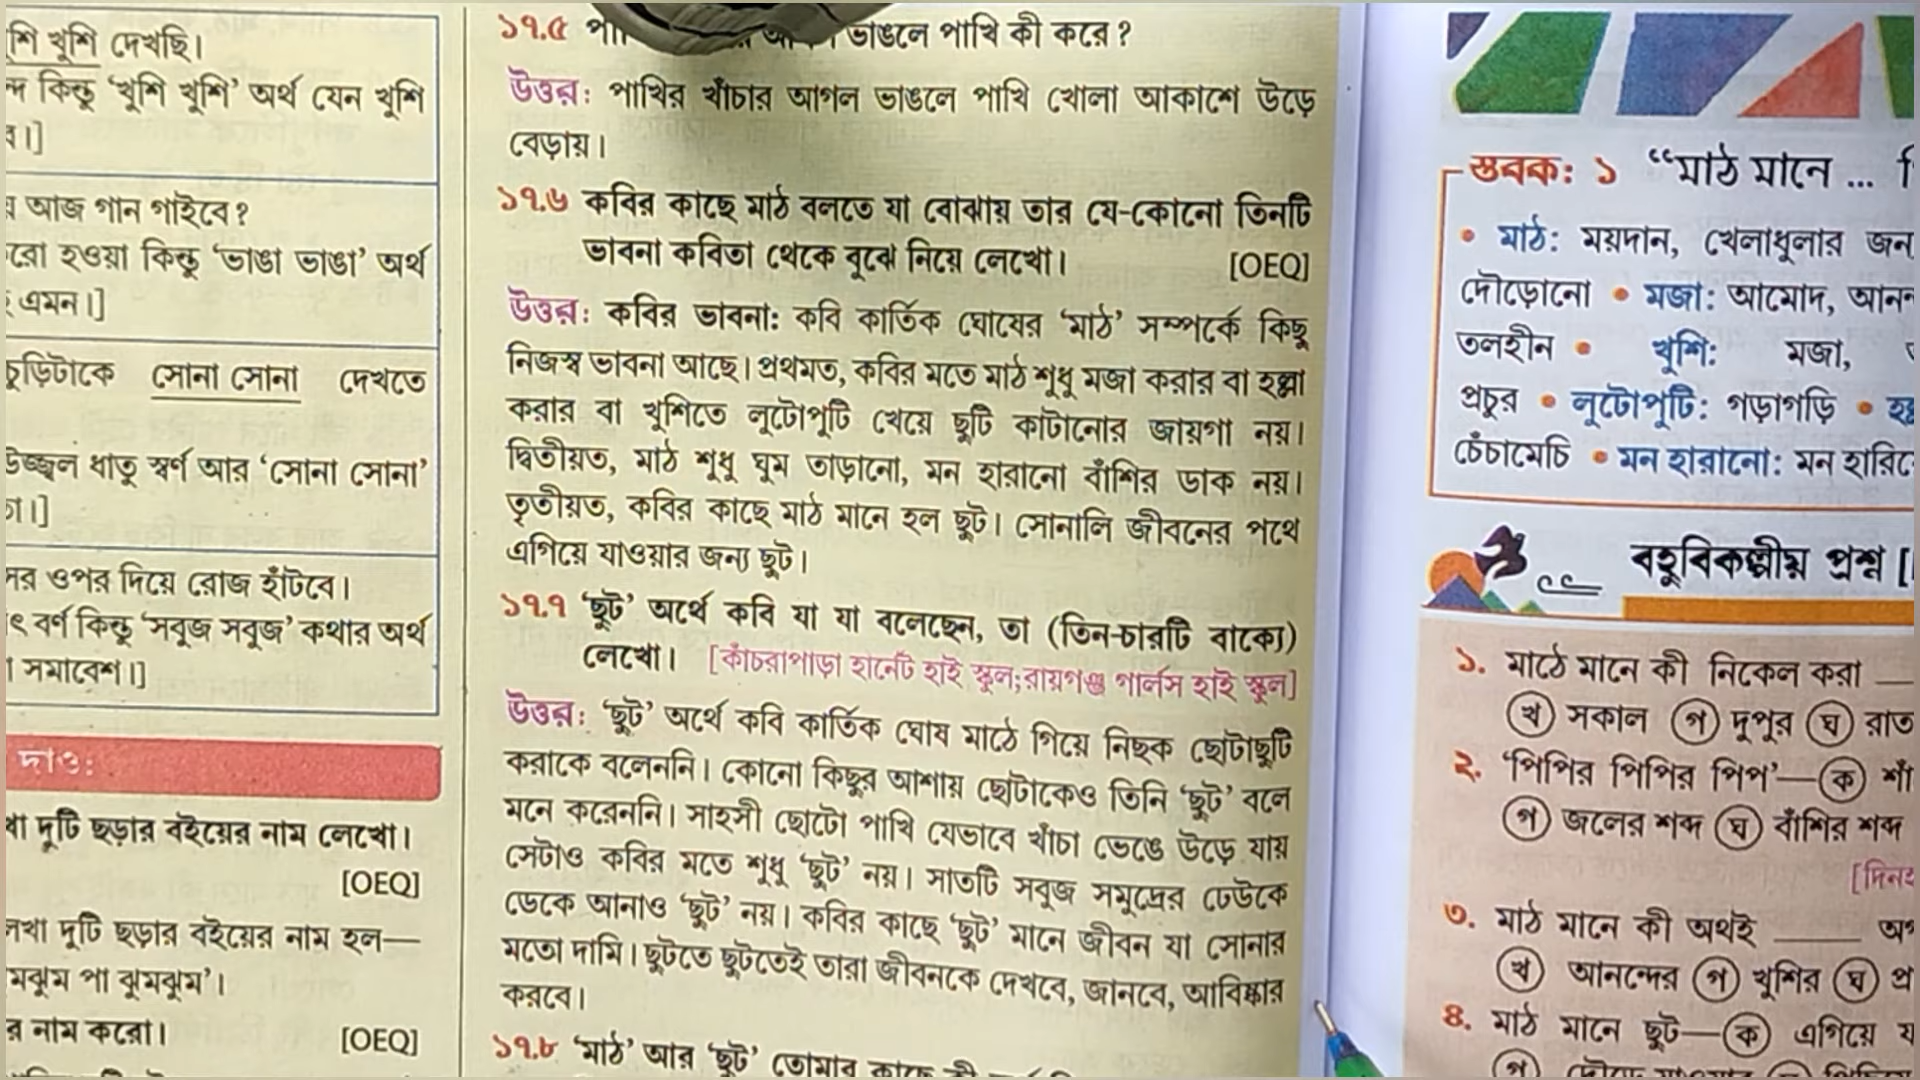 শি খুশি দেখছি।
কিন্তু ‘খুশি খুশি’ অর্থ যেন খুশি
আজ গান গাইবে?
রো হওয়া কিন্তু ‘ভাঙা ভাঙা’ অর্থ
এমন।]
চুড়িটাকে সোনা সোনা দেখতে
উজ্জ্বল ধাতু স্বর্ণ আর ‘সোনা সোনা’
সের ওপর দিয়ে রোজ হাঁটবে।
বর্ণ কিন্তু ‘সবুজ সবুজ’ কথার অর্থ
সমাবেশ।]
দাও:
দুটি ছড়ার বইয়ের নাম লেখো।
[OEQ]
লেখা দুটি ছড়ার বইয়ের নাম হল—
মঝুম পা ঝুমঝুম’।
র নাম করো।
[OEQ]
১৭.৫ ভাঙলে পাখি কী করে?
উত্তর: পাখির খাঁচার আগল ভাঙলে পাখি খোলা আকাশে উড়ে
বেড়ায়।
১৭.৬ কবির কাছে মাঠ বলতে যা বোঝায় তার যে-কোনো তিনটি
ভাবনা কবিতা থেকে বুঝে নিয়ে লেখো। [OEQ]
উত্তর: কবির ভাবনা: কবি কার্তিক ঘোষের ‘মাঠ’ সম্পর্কে কিছু
নিজস্ব ভাবনা আছে। প্রথমত, কবির মতে মাঠ শুধু মজা করার বা হল্লা
করার বা খুশিতে লুটোপুটি খেয়ে ছুটি কাটানোর জায়গা নয়।
দ্বিতীয়ত, মাঠ শুধু ঘুম তাড়ানো, মন হারানো বাঁশির ডাক নয়।
তৃতীয়ত, কবির কাছে মাঠ মানে হল ছুট। সোনালি জীবনের পথে
এগিয়ে যাওয়ার জন্য ছুট।
১৭.৭ ‘ছুট’ অর্থে কবি যা যা বলেছেন, তা (তিন-চারটি বাক্যে)
লেখো। [কাঁচরাপাড়া হার্নেট হাই স্কুল;রায়গঞ্জ গার্লস হাই স্কুল]
উত্তর: ‘ছুট’ অর্থে কবি কার্তিক ঘোষ মাঠে গিয়ে নিছক ছোটাছুটি
করাকে বলেননি। কোনো কিছুর আশায় ছোটাকেও তিনি ‘ছুট’ বলে
মনে করেননি। সাহসী ছোটো পাখি যেভাবে খাঁচা ভেঙে উড়ে যায়
সেটাও কবির মতে শুধু ‘ছুট’ নয়। সাতটি সবুজ সমুদ্রের ঢেউকে
ডেকে আনাও ‘ছুট’ নয়। কবির কাছে ‘ছুট’ মানে জীবন যা সোনার
মতো দামি। ছুটতে ছুটতেই তারা জীবনকে দেখবে, জানবে, আবিষ্কার
করবে।
১৭.৮ ‘মাঠ’ আর ‘ছুট’ তোমার কাছে কী
স্তবক: ১ “মাঠ মানে ...
• মাঠ: ময়দান, খেলাধুলার জন্য
দৌড়োনো • মজা: আমোদ, আনন্দ
তলহীন • খুশি: মজা,
প্রচুর • লুটোপুটি: গড়াগড়ি •
চেঁচামেচি • মন হারানো: মন হারিয়ে
বহুবিকল্পীয় প্রশ্ন
১. মাঠে মানে কী নিকেল করা ___
(খ) সকাল (গ) দুপুর (ঘ) রাত
২. ‘পিপির পিপির পিপ’—(ক)
(গ) জলের শব্দ (ঘ) বাঁশির শব্দ
৩. মাঠ মানে কী অথই ___
(খ) আনন্দের (গ) খুশির (ঘ)
৪. মাঠ মানে ছুট—(ক) এগিয়ে